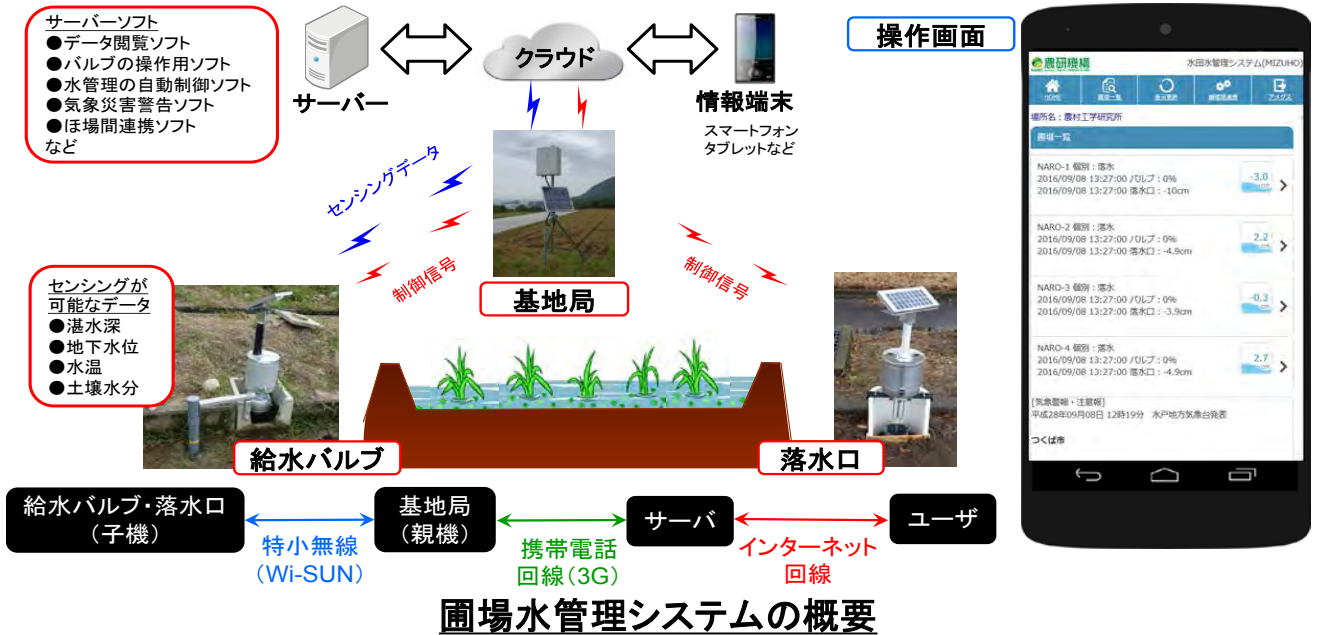 サーバーソフト
●データ閲覧ソフト
●バルブの操作用ソフト
●水管理の自動制御ソフト
●気象災害警告ソフト
●ほ場間連携ソフト
など
サーバー
クラウド
情報端末
スマートフォン
タブレットなど
センシングデータ
制御信号
制御信号
基地局
センシングが
可能なデータ
●湛水深
●地下水位
●水温
●土壌水分
給水バルブ
落水口
操作画面
農研機構
水田水管理システム(MIZUHO)
場所名：農村工学研究所
圃場一覧
NARO-1 個別：落水
2016/09/08 13:27:00 バルブ：0%
2016/09/08 13:27:00 落水口：-10cm
-3.0
NARO-2 個別：落水
2016/09/08 13:27:00 バルブ：0%
2016/09/08 13:27:00 落水口：-4.9cm
2.2
NARO-3 個別：落水
2016/09/08 13:27:00 バルブ：0%
2016/09/08 13:27:00 落水口：-3.9cm
-0.3
NARO-4 個別：落水
2016/09/08 13:27:00 バルブ：0%
2016/09/08 13:27:00 落水口：-4.9cm
2.7
[気象警報・注意報]
平成28年09月08日 12時19分 水戸地方気象台発表
つくば市
給水バルブ・落水口
（子機）
特小無線
（Wi-SUN）
基地局
（親機）
携帯電話
回線（3G）
サーバ
インターネット
回線
ユーザ
圃場水管理システムの概要